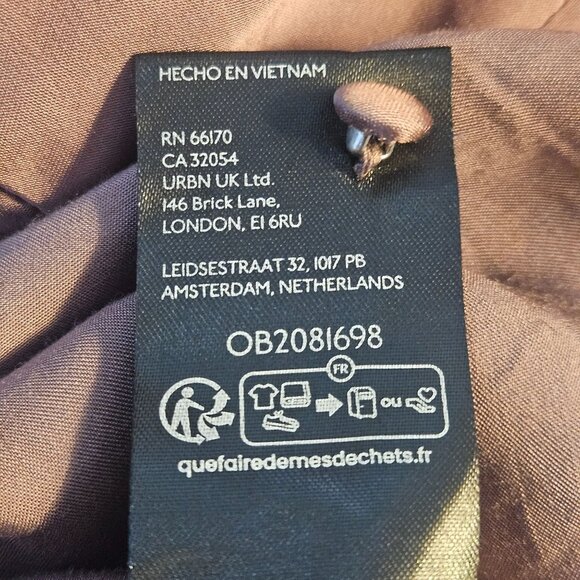 HECHO EN VIETNAM
RN 66170
CA 32054
URBN UK Ltd.
146 Brick Lane,
LONDON, E1 6RU
LEIDSESTRAAT 32, 1017 PB
AMSTERDAM, NETHERLANDS
OB2081698
FR
ou
quefairedemesdechets.fr